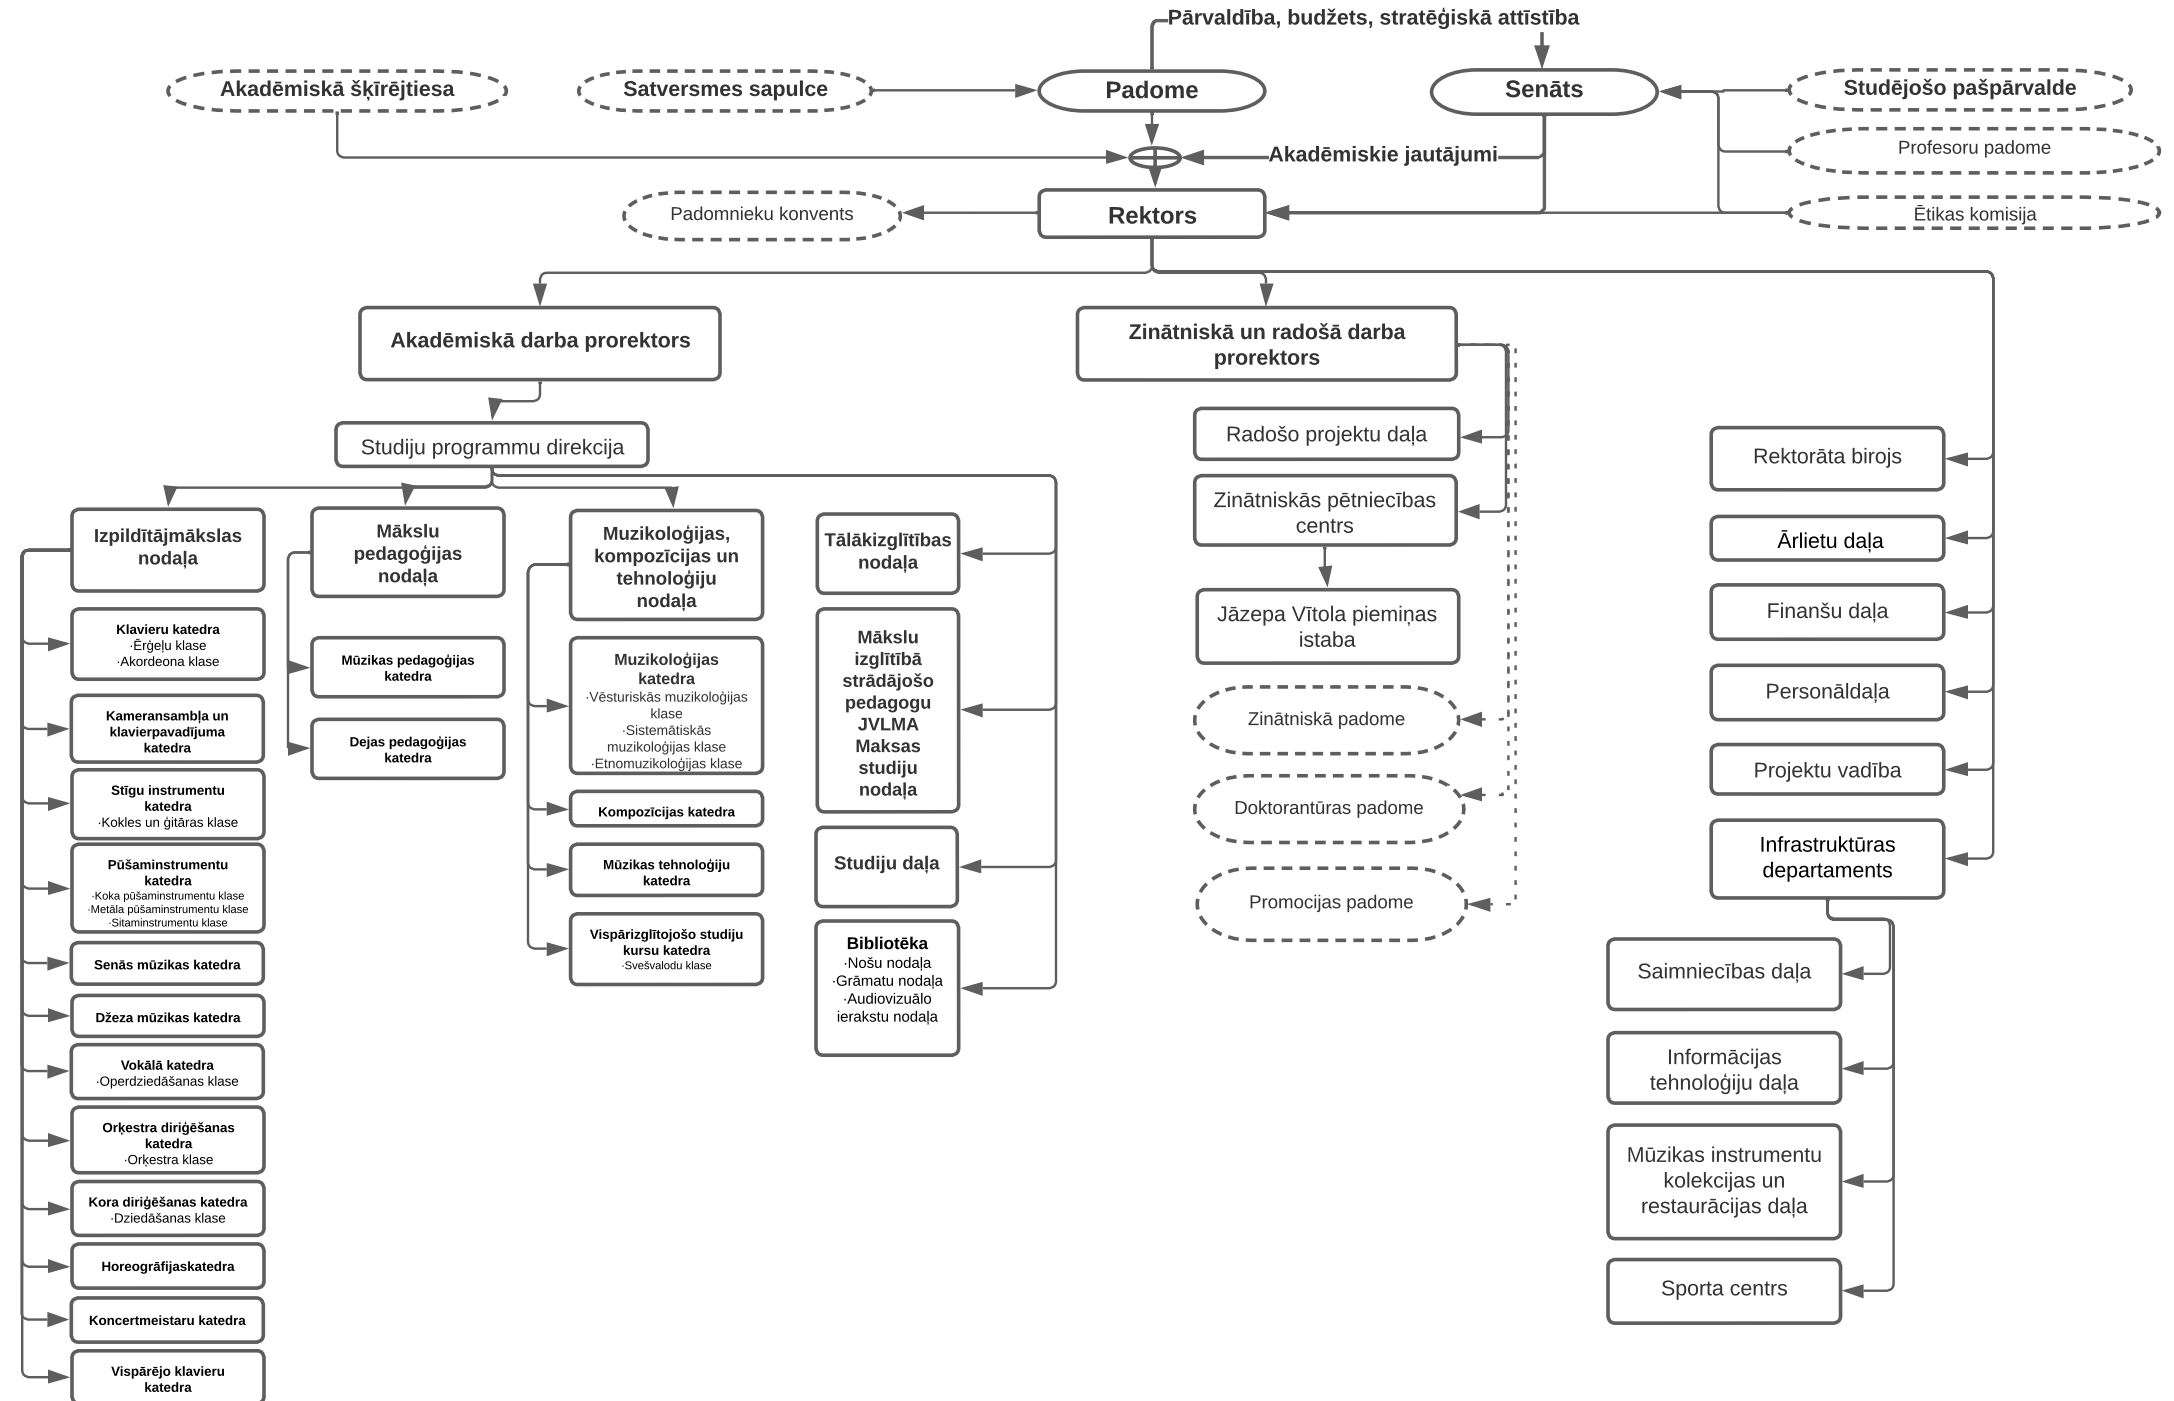 Pārvaldība, budžets, stratēģiskā attīstība
Akadēmiskā šķīrējtiesa
Satversmes sapulce
Padome
Senāts
Studējošo pašpārvalde
Akadēmiskie jautājumi
Profesoru padome
Padomnieku konvents
Rektors
Ētikas komisija
Akadēmiskā darba prorektors
Zinātniskā un radošā darba
prorektors
Studiju programmu direkcija
Izpildītājmākslas
nodaļa
Klavieru katedra
·Ērģeļu klase
·Akordeona klase
Kameransambļa un
klavierpavadījuma
katedra
Stīgu instrumentu
katedra
·Kokles un ģitāras klase
Pūšaminstrumentu
katedra
·Koka pūšaminstrumentu klase
·Metāla pūšaminstrumentu klase
·Sitaminstrumentu klase
Senās mūzikas katedra
Džeza mūzikas katedra
Vokālā katedra
·Operdziedāšanas klase
Orķestra diriģēšanas
katedra
·Orķestra klase
Kora diriģēšanas katedra
·Dziedāšanas klase
Horeogrāfijaskatedra
Koncertmeistaru katedra
Vispārējo klavieru
katedra
Mākslu
pedagoģijas
nodaļa
Mūzikas pedagoģijas
katedra
Dejas pedagoģijas
katedra
Muzikoloģijas,
kompozīcijas un
tehnoloģiju
nodaļa
Muzikoloģijas
katedra
·Vēsturiskās muzikoloģijas
klase
·Sistemātiskās
muzikoloģijas klase
·Etnomuzikoloģijas klase
Kompozīcijas katedra
Mūzikas tehnoloģiju
katedra
Vispārizglītojošo studiju
kursu katedra
·Svešvalodu klase
Tālākizglītības
nodaļa
Mākslu
izglītībā
strādājošo
pedagogu
JVLMA
Maksas
studiju
nodaļa
Studiju daļa
Bibliotēka
·Nošu nodaļa
·Grāmatu nodaļa
·Audiovizuālo
ierakstu nodaļa
Radošo projektu daļa
Zinātniskās pētniecības
centrs
Jāzepa Vītola piemiņas
istaba
Zinātniskā padome
Doktorantūras padome
Promocijas padome
Rektorāta birojs
Ārlietu daļa
Finanšu daļa
Personāldaļa
Projektu vadība
Infrastruktūras
departaments
Saimniecības daļa
Informācijas
tehnoloģiju daļa
Mūzikas instrumentu
kolekcijas un
restaurācijas daļa
Sporta centrs